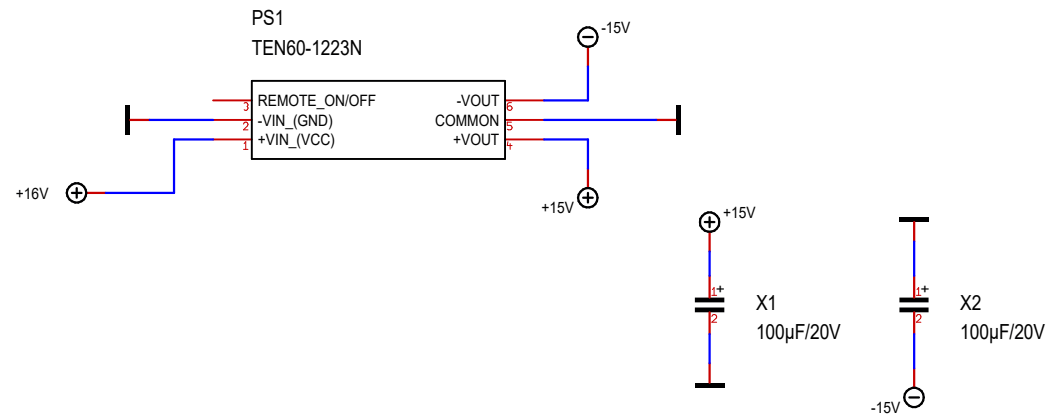 PS1
TEN60-1223N
-15V
REMOTE_ON/OFF
-VOUT
3
6
-VIN_(GND)
COMMON
2
5
+VIN_(VCC)
+VOUT
1
4
+16V
+15V
+15V
1
+
X1
2
100µF/20V
1
+
X2
2
100µF/20V
-15V